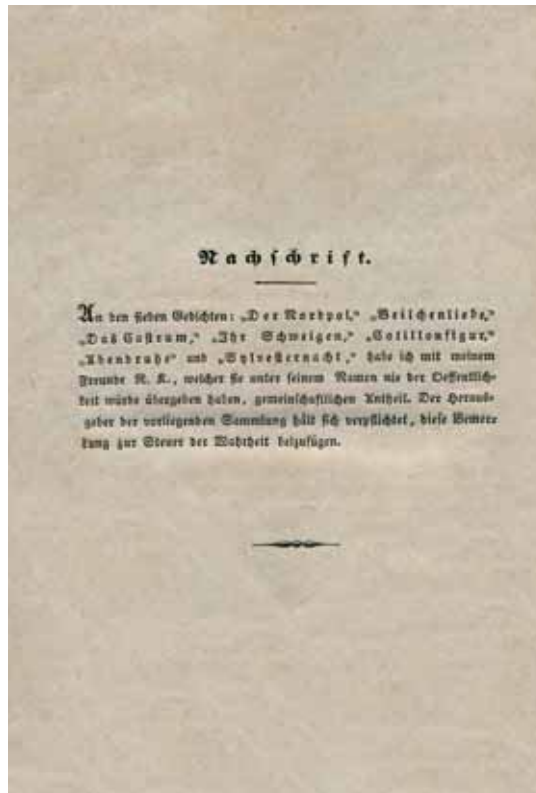 Nachschrift.
An den sieben Gedichten: „Der Nordpol,“ „Veilchenliebe,“
„Das Castrum,“ „Ihr Schweigen,“ „Cotillonfigur,“
„Abendruhe“ und „Sylvesternacht,“ habe ich mit meinem
Freunde R. K., welcher sie unter seinem Namen nie der Oeffentlich-
keit würde übergeben haben, gemeinschaftlichen Antheil. Der Heraus-
geber der vorliegenden Sammlung hält sich verpflichtet, diese Bemer-
kung zur Steuer der Wahrheit beizufügen.